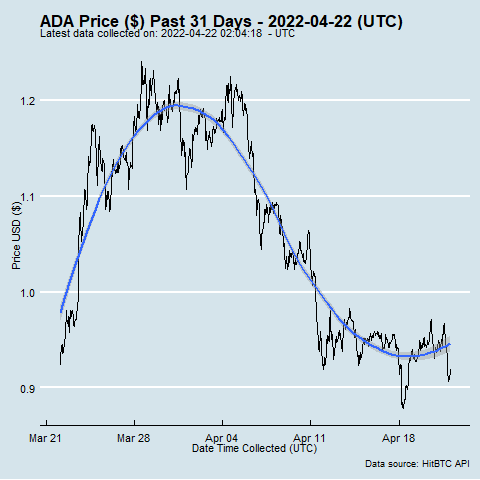 ADA Price ($) Past 31 Days - 2022-04-22 (UTC)
Latest data collected on: 2022-04-22 02:04:18 - UTC
1.2
1.1
1.0
0.9
Price USD ($)
Mar 21 Mar 28 Apr 04 Apr 11 Apr 18
Date Time Collected (UTC)
Data source: HitBTC API